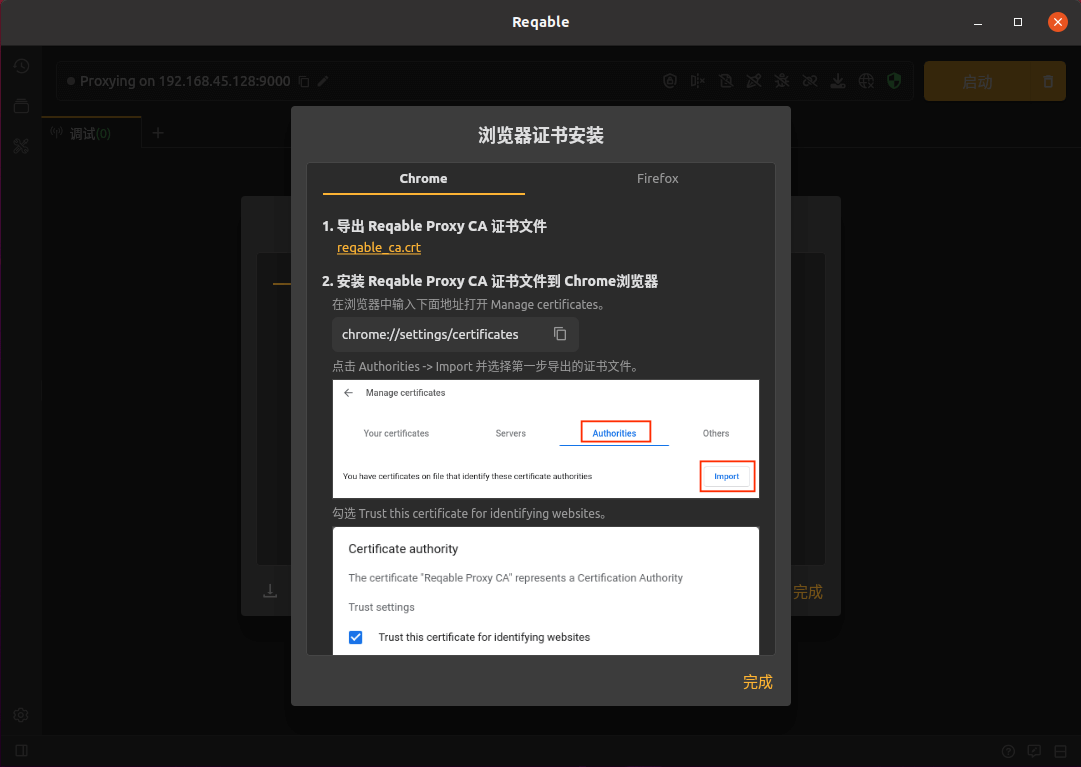 Reqable
Proxying on 192.168.45.128:9000
启动
调试(0)
浏览器证书安装
Chrome
Firefox
1. 导出 Reqable Proxy CA 证书文件
reqable_ca.crt
2. 安装 Reqable Proxy CA 证书文件到 Chrome浏览器
在浏览器中输入下面地址打开 Manage certificates。
chrome://settings/certificates
点击 Authorities -> Import 并选择第一步导出的证书文件。
Manage certificates
Your certificates
Servers
Authorities
Others
You have certificates on file that identify these certificate authorities
Import
勾选 Trust this certificate for identifying websites。
Certificate authority
The certificate "Reqable Proxy CA" represents a Certification Authority
Trust settings
Trust this certificate for identifying websites
完成
完成